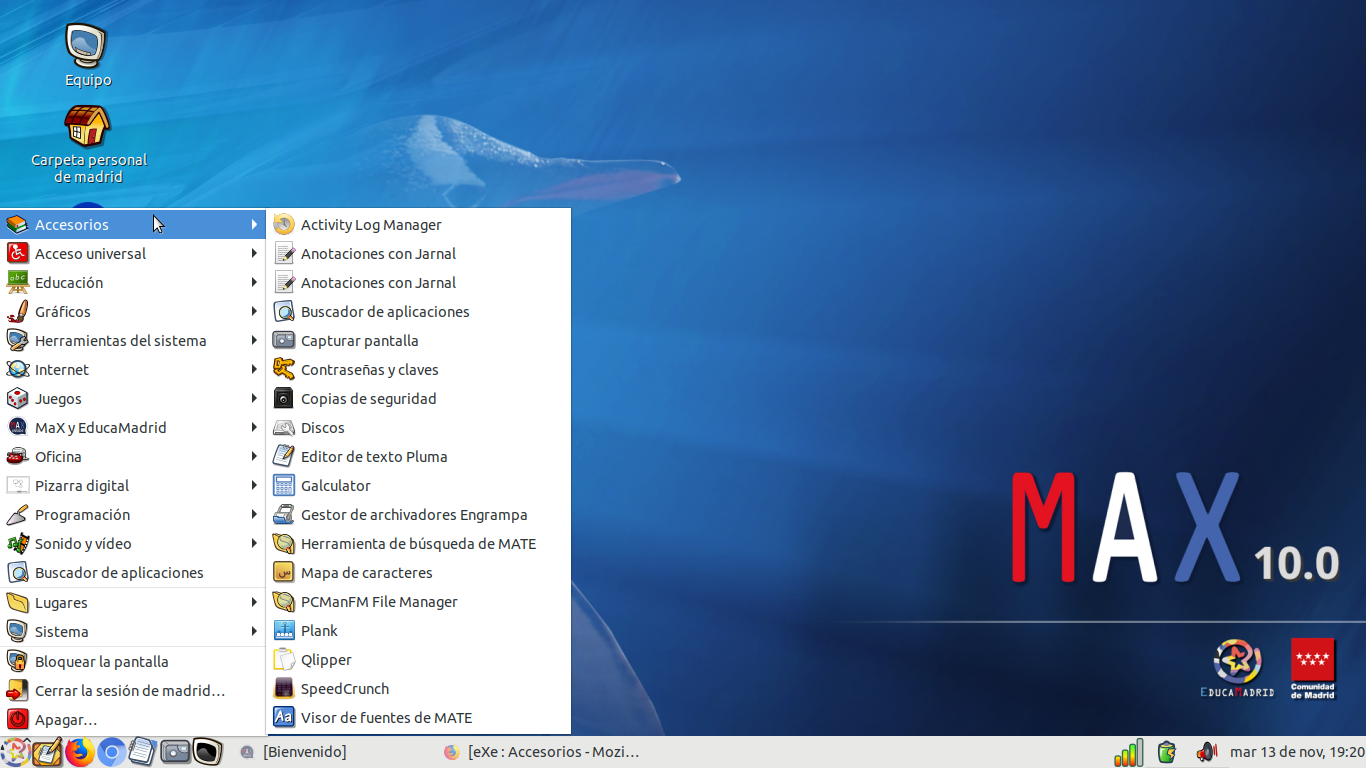 Equipo
Carpeta personal
de madrid
Accesorios
Acceso universal
Educación
Gráficos
Herramientas del sistema
Internet
Juegos
MaX y EducaMadrid
Oficina
Pizarra digital
Programación
Sonido y vídeo
Buscador de aplicaciones
Lugares
Sistema
Bloquear la pantalla
Cerrar la sesión de madrid…
Apagar…
Activity Log Manager
Anotaciones con Jarnal
Anotaciones con Jarnal
Buscador de aplicaciones
Capturar pantalla
Contraseñas y claves
Copias de seguridad
Discos
Editor de texto Pluma
Galculator
Gestor de archivadores Engrampa
Herramienta de búsqueda de MATE
Mapa de caracteres
PCManFM File Manager
Plank
Qlipper
SpeedCrunch
Visor de fuentes de MATE
MAX 10.0
EDUCAMADRID
Comunidad
de Madrid
[Bienvenido]
[eXe : Accesorios - Mozi…
mar 13 de nov, 19:20